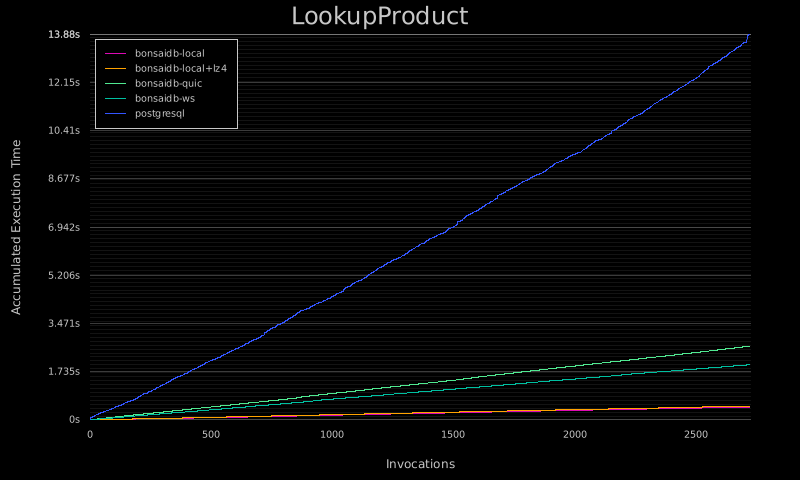 LookupProduct
13.88s
12.15s
10.41s
8.677s
6.942s
5.206s
3.471s
1.735s
0s
bonsaidb-local
bonsaidb-local+lz4
bonsaidb-quic
bonsaidb-ws
postgresql
Accumulated Execution Time
0 500 1000 1500 2000 2500
Invocations